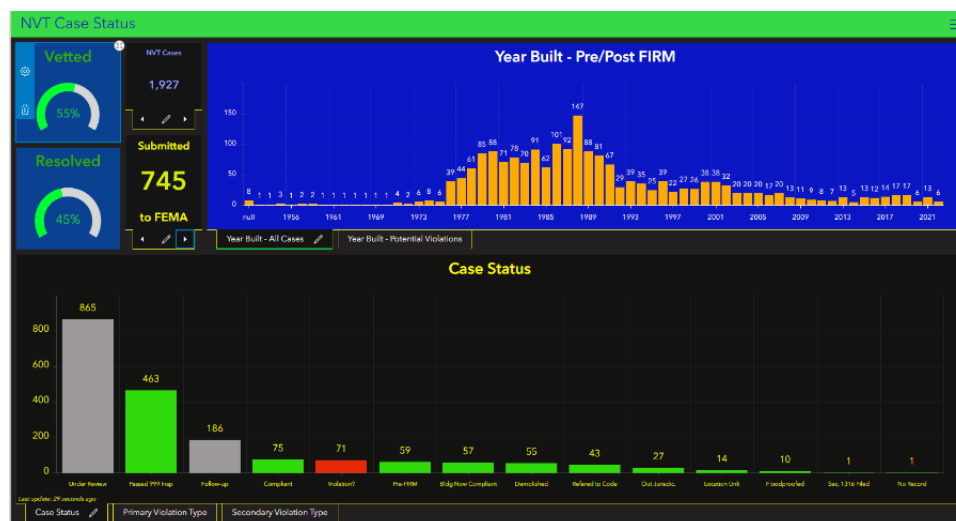 NVT Case Status
Vetted
55%
NVT Cases
1,927
Resolved
45%
Submitted
745
to FEMA
Year Built - Pre/Post FIRM
150
100
50
0
8 1 1 3 1 2 2 1 1 1 1 1 1 1 4 2 6 8 6 39 44 61 85 88 71 78 70 91 62 101 92 147 88 81 67 29 39 35 25 39 22 27 26 38 38 32 20 20 20 17 20 13 11 9 8 7 13 5 13 12 14 17 17 6 13 6
null 1956 1961 1969 1973 1977 1981 1985 1989 1993 1997 2001 2005 2009 2013 2017 2021
Year Built - All Cases
Year Built - Potential Violations
Case Status
800
600
400
200
0
865 463 186 75 71 59 57 55 43 27 14 10 1 1
Under Review Passed 999 Insp Follow-up Compliant Violation? Pre-FIRM Bldg Now Compliant Demolished Refered to Code Out Jurisdic. Location Unk Floodproofed Sec. 1316 Filed No Record
Last update: 29 seconds ago
Case Status
Primary Violation Type
Secondary Violation Type